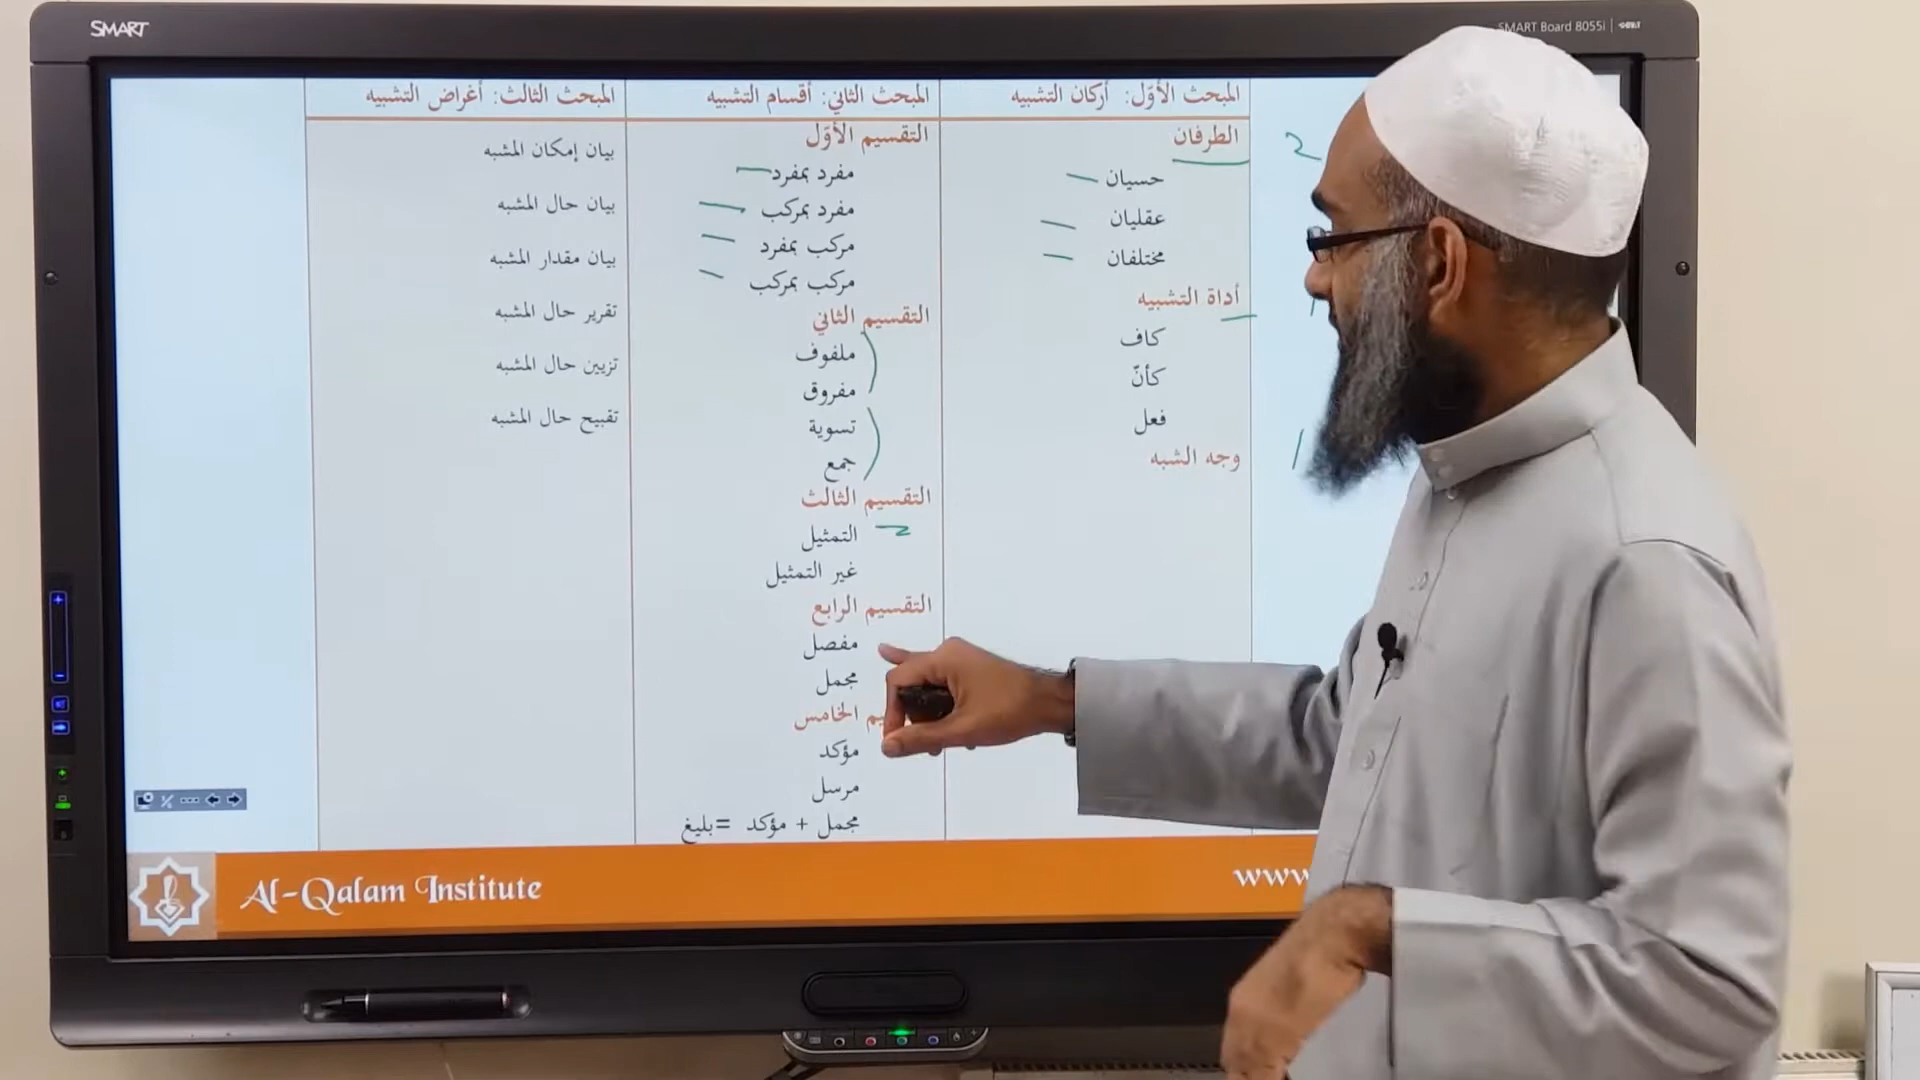 SMART
SMART Board 8055i
المبحث الأوّل: أركان التشبيه
الطرفان
حسيان
عقليان
مختلفان
أداة التشبيه
كاف
كأنّ
فعل
وجه الشبه
2
المبحث الثاني: أقسام التشبيه
التقسيم الأوّل
مفرد بمفرد
مفرد بمركب
مركب بمفرد
مركب بمركب
التقسيم الثاني
ملفوف
مفروق
تسوية
جمع
التقسيم الثالث
التمثيل
غير التمثيل
التقسيم الرابع
مفصل
مجمل
الخامس
مؤكد
مرسل
مجمل + مؤكد =بليغ
المبحث الثالث: أغراض التشبيه
بيان إمكان المشبه
بيان حال المشبه
بيان مقدار المشبه
تقرير حال المشبه
تزيين حال المشبه
تقبيح حال المشبه
Al-Qalam Institute
www